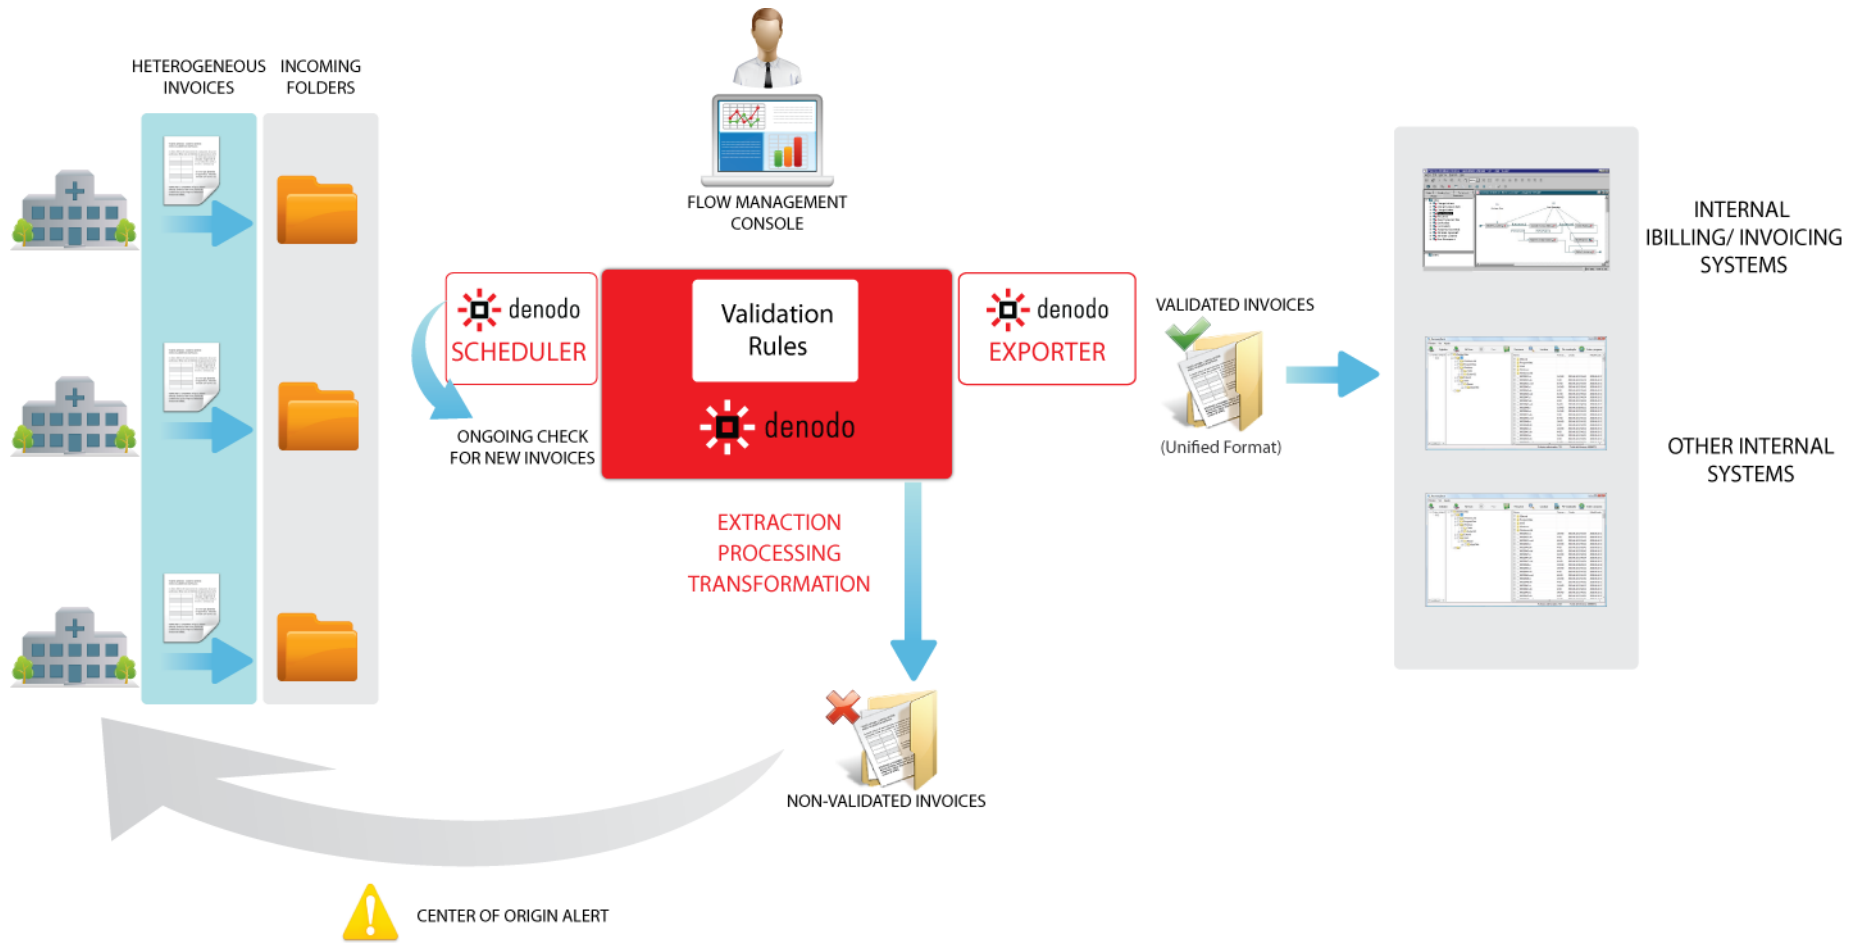 HETEROGENEOUS
INVOICES
INCOMING
FOLDERS
FLOW MANAGEMENT
CONSOLE
denodo
SCHEDULER
ONGOING CHECK
FOR NEW INVOICES
Validation
Rules
denodo
denodo
EXPORTER
EXTRACTION
PROCESSING
TRANSFORMATION
VALIDATED INVOICES
(Unified Format)
INTERNAL
IBILLING/ INVOICING
SYSTEMS
OTHER INTERNAL
SYSTEMS
NON-VALIDATED INVOICES
CENTER OF ORIGIN ALERT